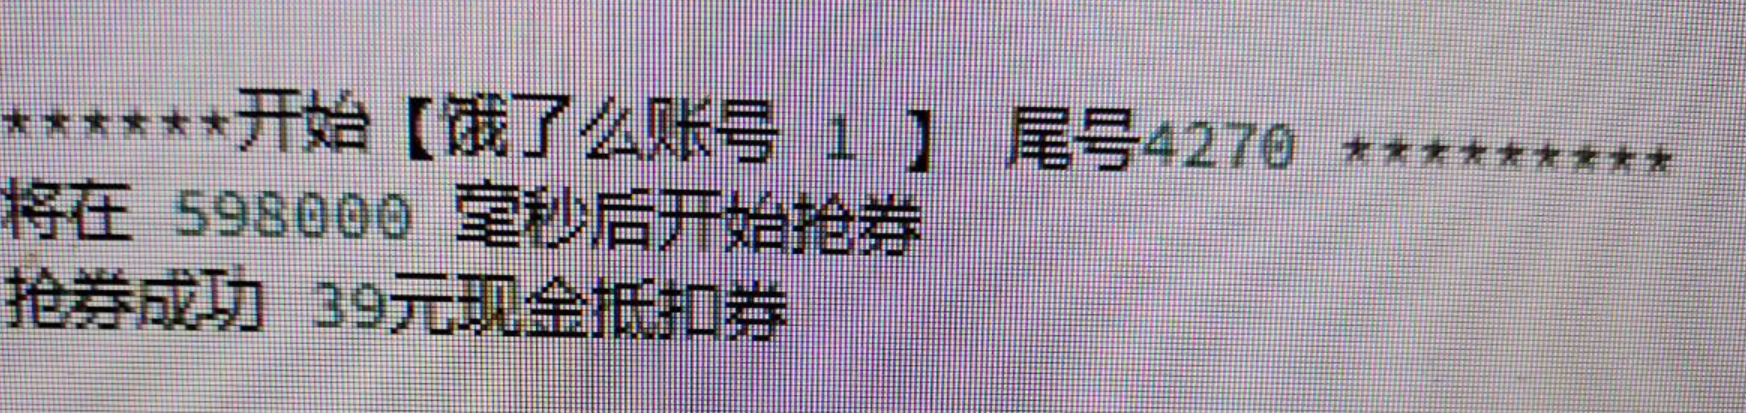 ******开始【饿了么账号 1 】 尾号4270 *********
将在 598000 毫秒后开始抢券
抢券成功 39元现金抵扣券